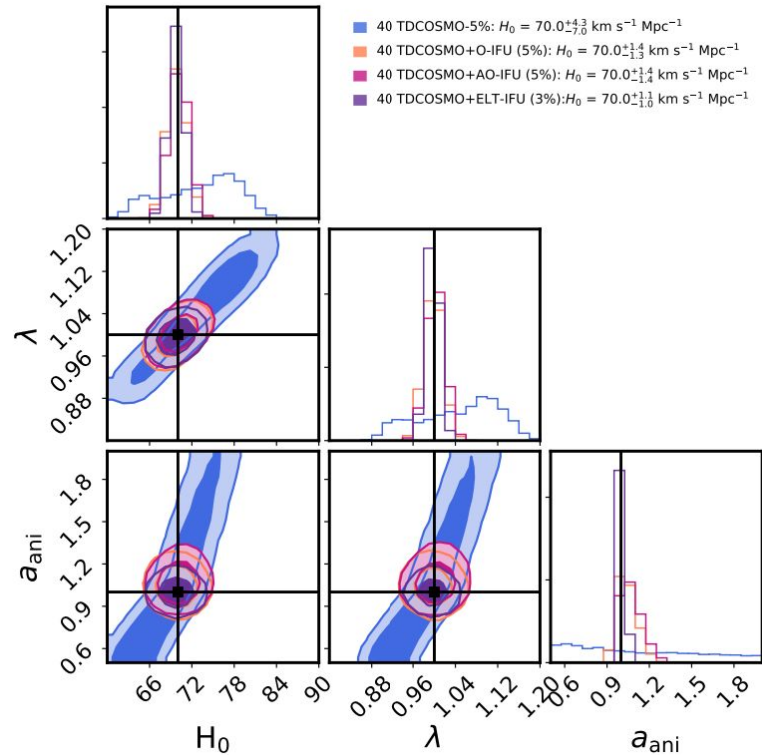 40 TDCOSMO-5%: H₀ = 70.0⁺⁴·³₋₇.₀ km s⁻¹ Mpc⁻¹
40 TDCOSMO+O-IFU (5%): H₀ = 70.0⁺¹·⁴₋₁.₃ km s⁻¹ Mpc⁻¹
40 TDCOSMO+AO-IFU (5%): H₀ = 70.0⁺¹·⁴₋₁.₄ km s⁻¹ Mpc⁻¹
40 TDCOSMO+ELT-IFU (3%):H₀ = 70.0⁺¹·¹₋₁.₀ km s⁻¹ Mpc⁻¹
1.20
1.12
1.04
0.96
0.88
λ
1.8
1.5
1.2
0.9
0.6
a_ani
66 72 78 84 90
0.88 0.96 1.04 1.12 1.20
0.6 0.9 1.2 1.5 1.8
H₀
λ
a_ani